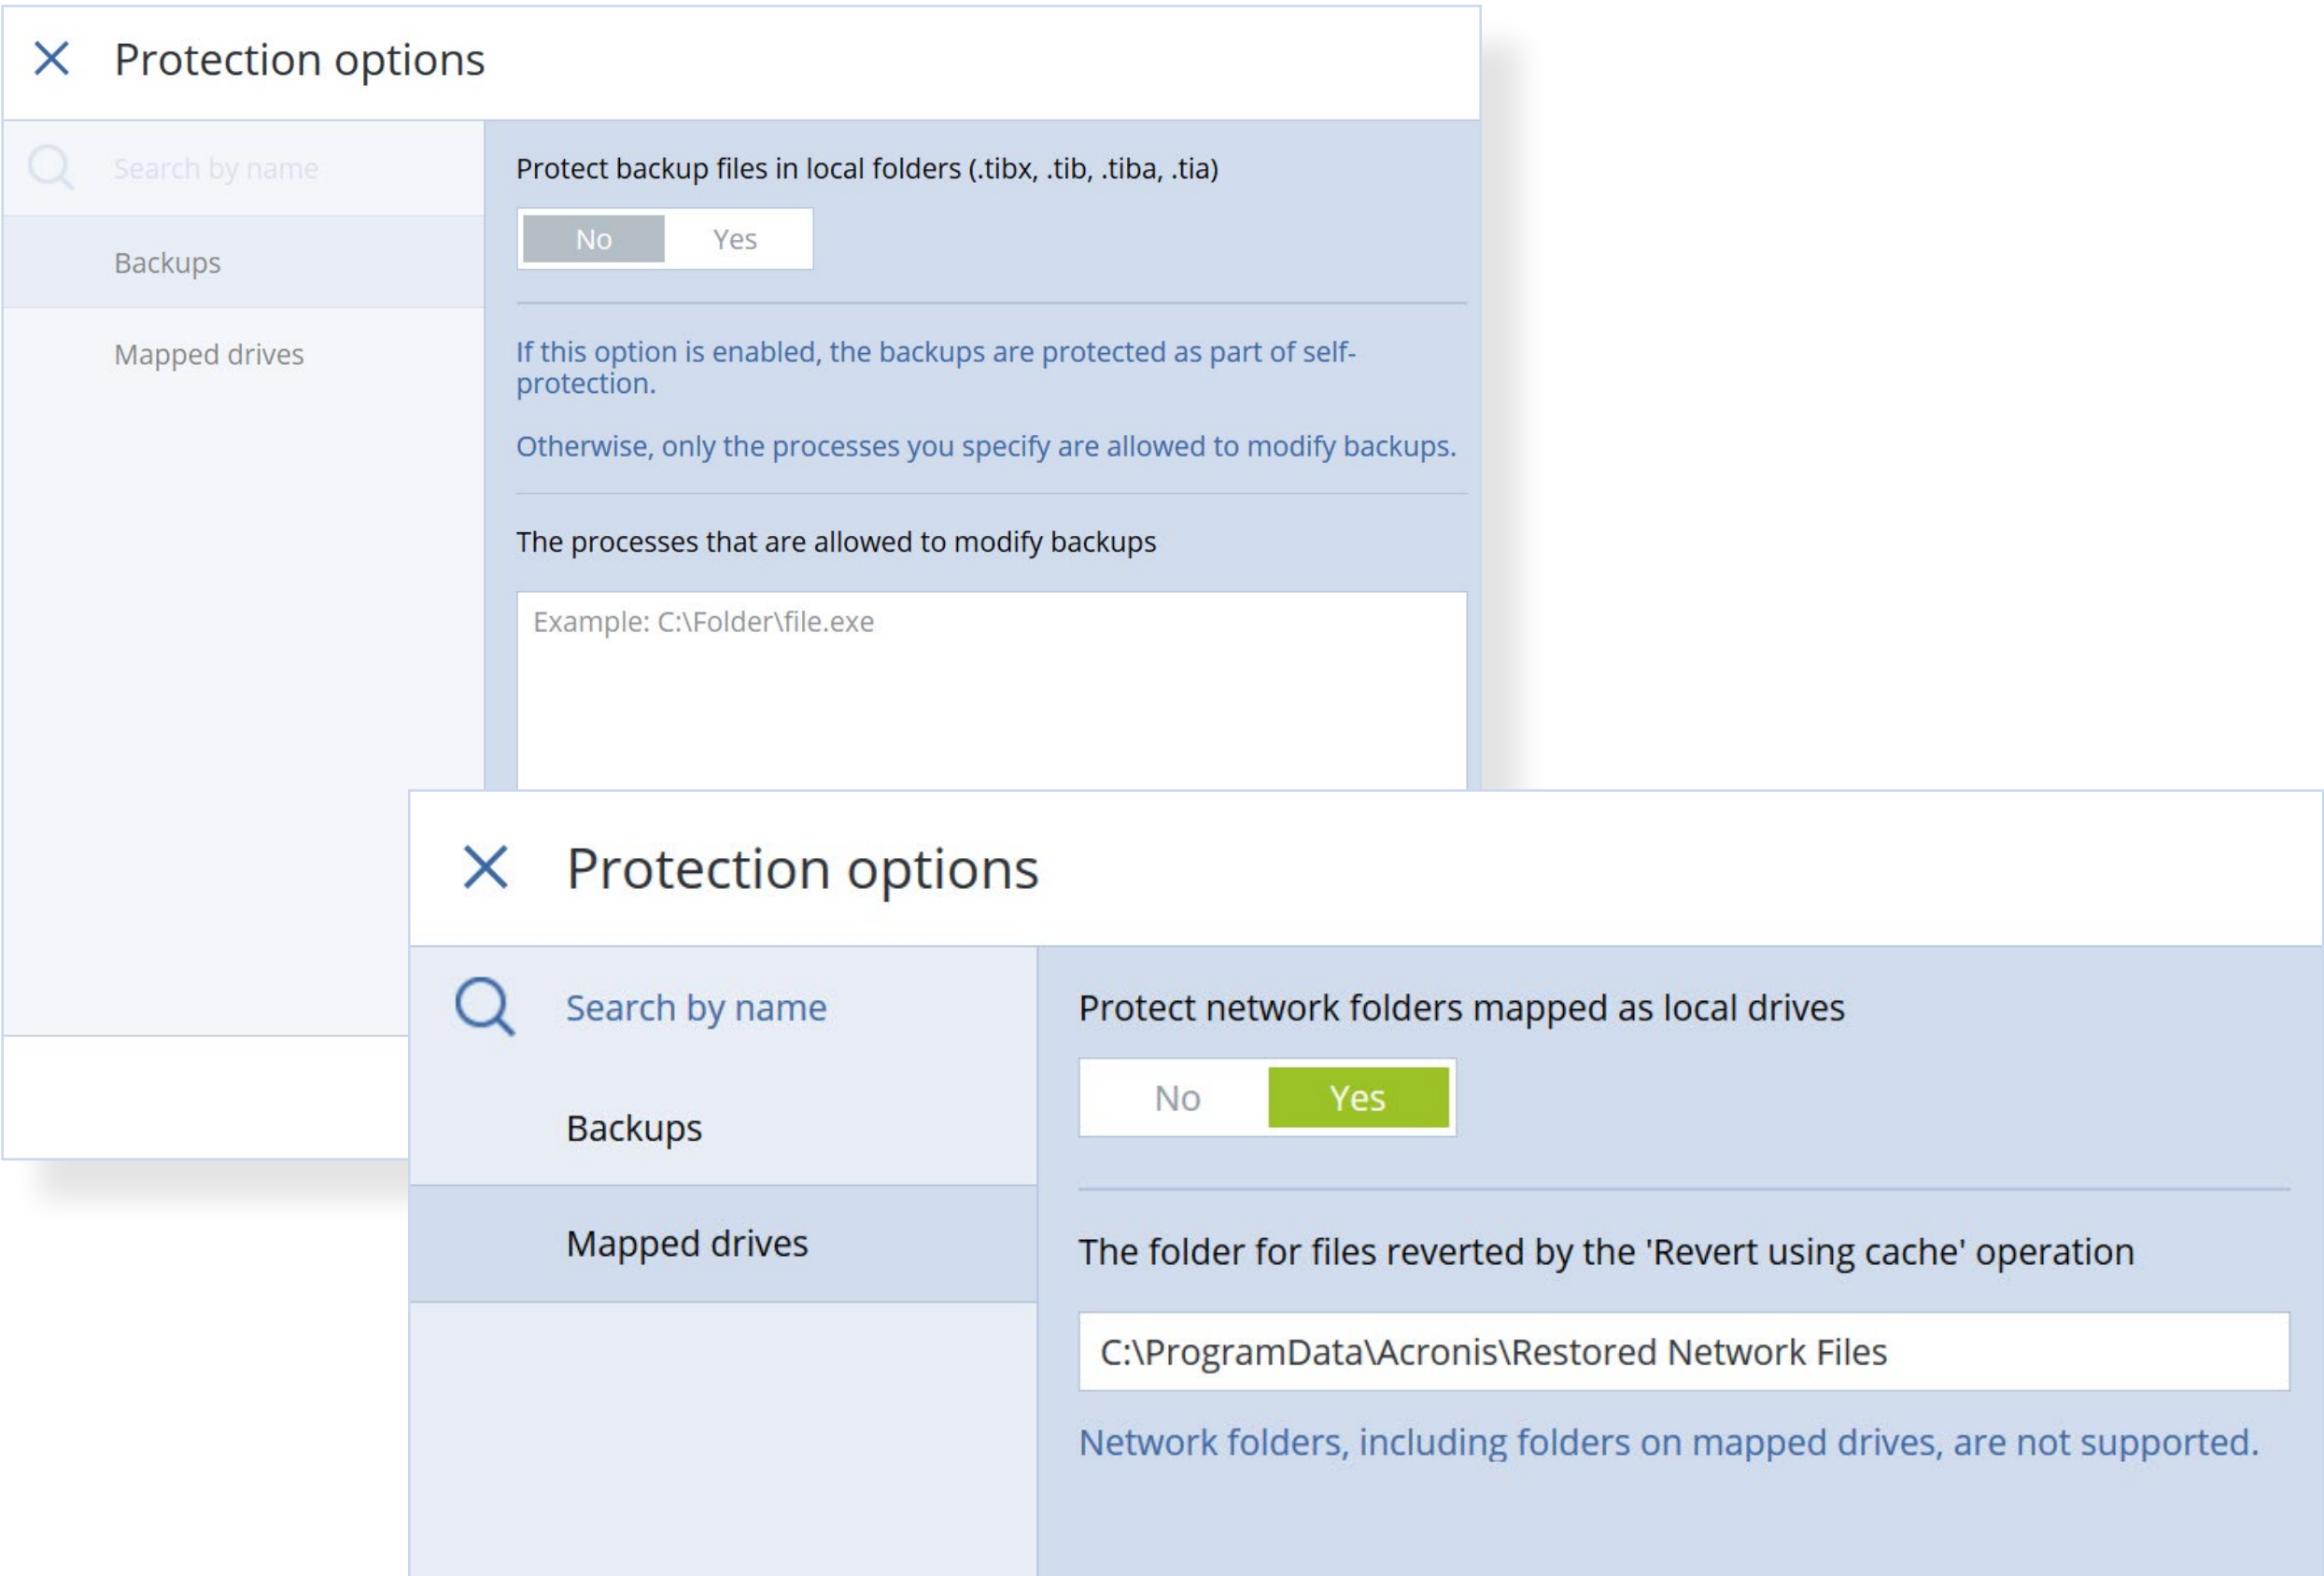 Protection options
Search by name
Backups
Mapped drives
Protect backup files in local folders (.tibx, .tib, .tiba, .tia)
No Yes
If this option is enabled, the backups are protected as part of self-
protection.
Otherwise, only the processes you specify are allowed to modify backups.
The processes that are allowed to modify backups
Example: C:\Folder\file.exe
Protection options
Search by name
Backups
Mapped drives
Protect network folders mapped as local drives
No Yes
The folder for files reverted by the 'Revert using cache' operation
C:\ProgramData\Acronis\Restored Network Files
Network folders, including folders on mapped drives, are not supported.